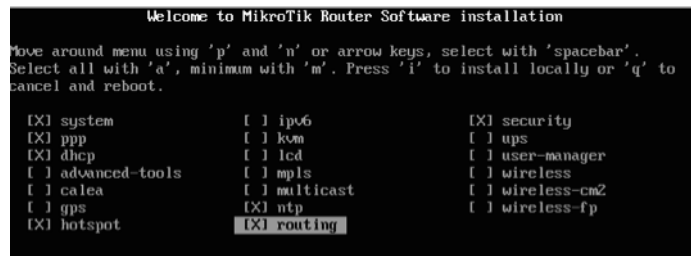 Welcome to MikroTik Router Software installation
Move around menu using 'p' and 'n' or arrow keys, select with 'spacebar'.
Select all with 'a', minimum with 'm'. Press 'i' to install locally or 'q' to
cancel and reboot.
[X] system [ ] ipv6 [X] security
[X] ppp [ ] kvm [ ] ups
[X] dhcp [ ] lcd [ ] user-manager
[ ] advanced-tools [ ] mpls [ ] wireless
[ ] calea [ ] multicast [ ] wireless-cm2
[ ] gps [X] ntp [ ] wireless-fp
[X] hotspot [X] routing